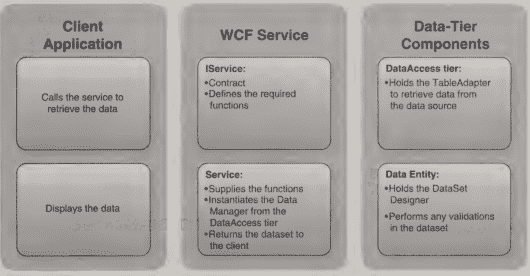 Client
Application
Calls the service to
retrieve the data
Displays the data
WCF Service
IService:
•Contract
•Defines the required
functions
Service:
•Supplies the functions
•Instantiates the Data
Manager from the
DataAccess tier
•Returns the dataset to
the client
Data-Tier
Components
DataAccess tier:
•Holds the TableAdapter
to retrieve data from
the data source
Data Entity:
•Holds the DataSet
Designer
•Performs any validations
in the dataset